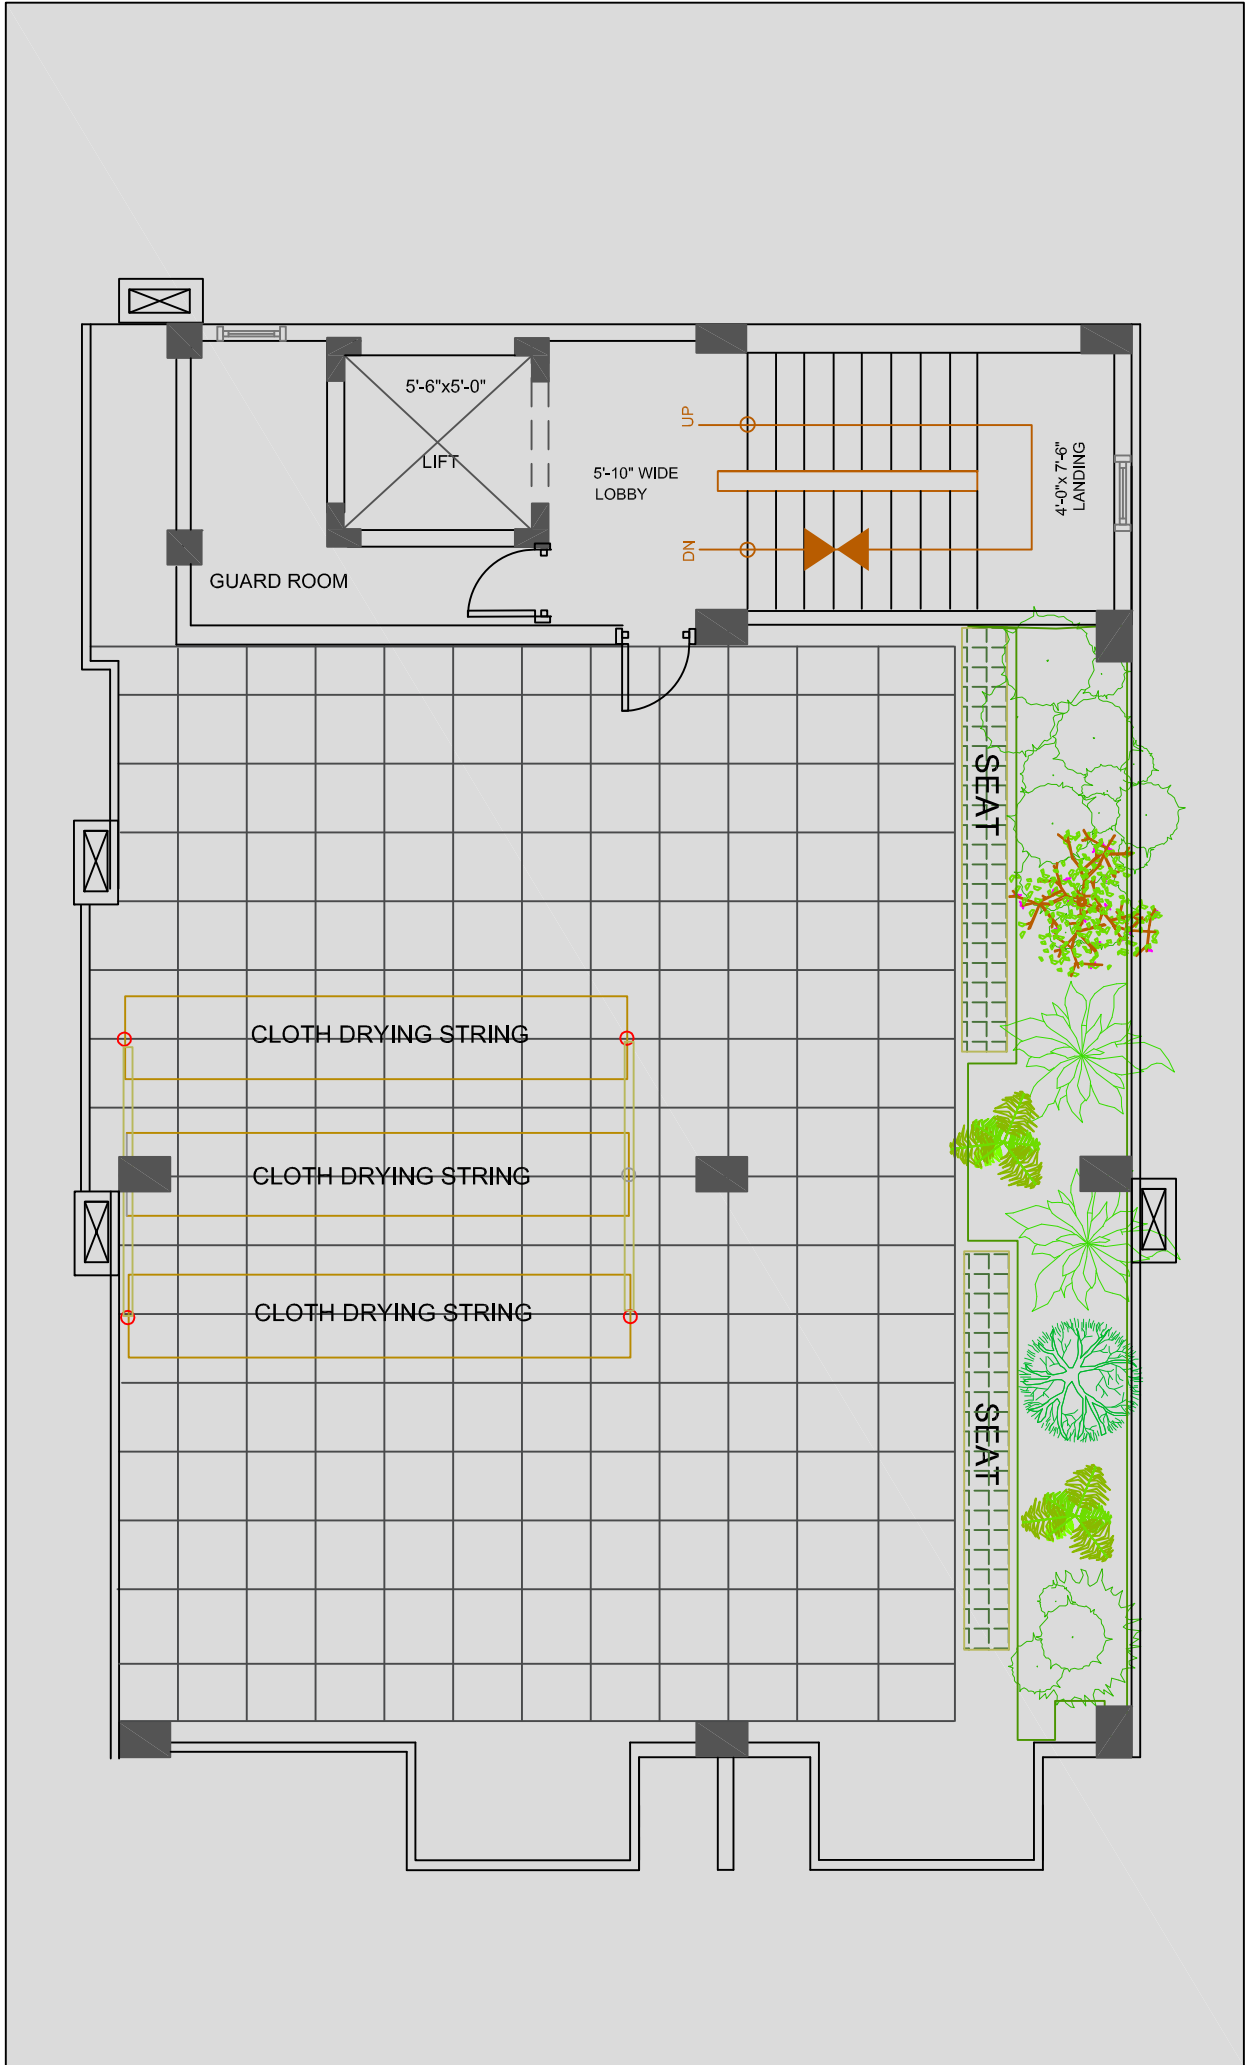 5'-6"x5'-0"
LIFT
UP
5'-10" WIDE
LOBBY
4'-0"x 7'-6"
LANDING
DN
GUARD ROOM
SEAT
CLOTH DRYING STRING
CLOTH DRYING STRING
CLOTH DRYING STRING
SEAT